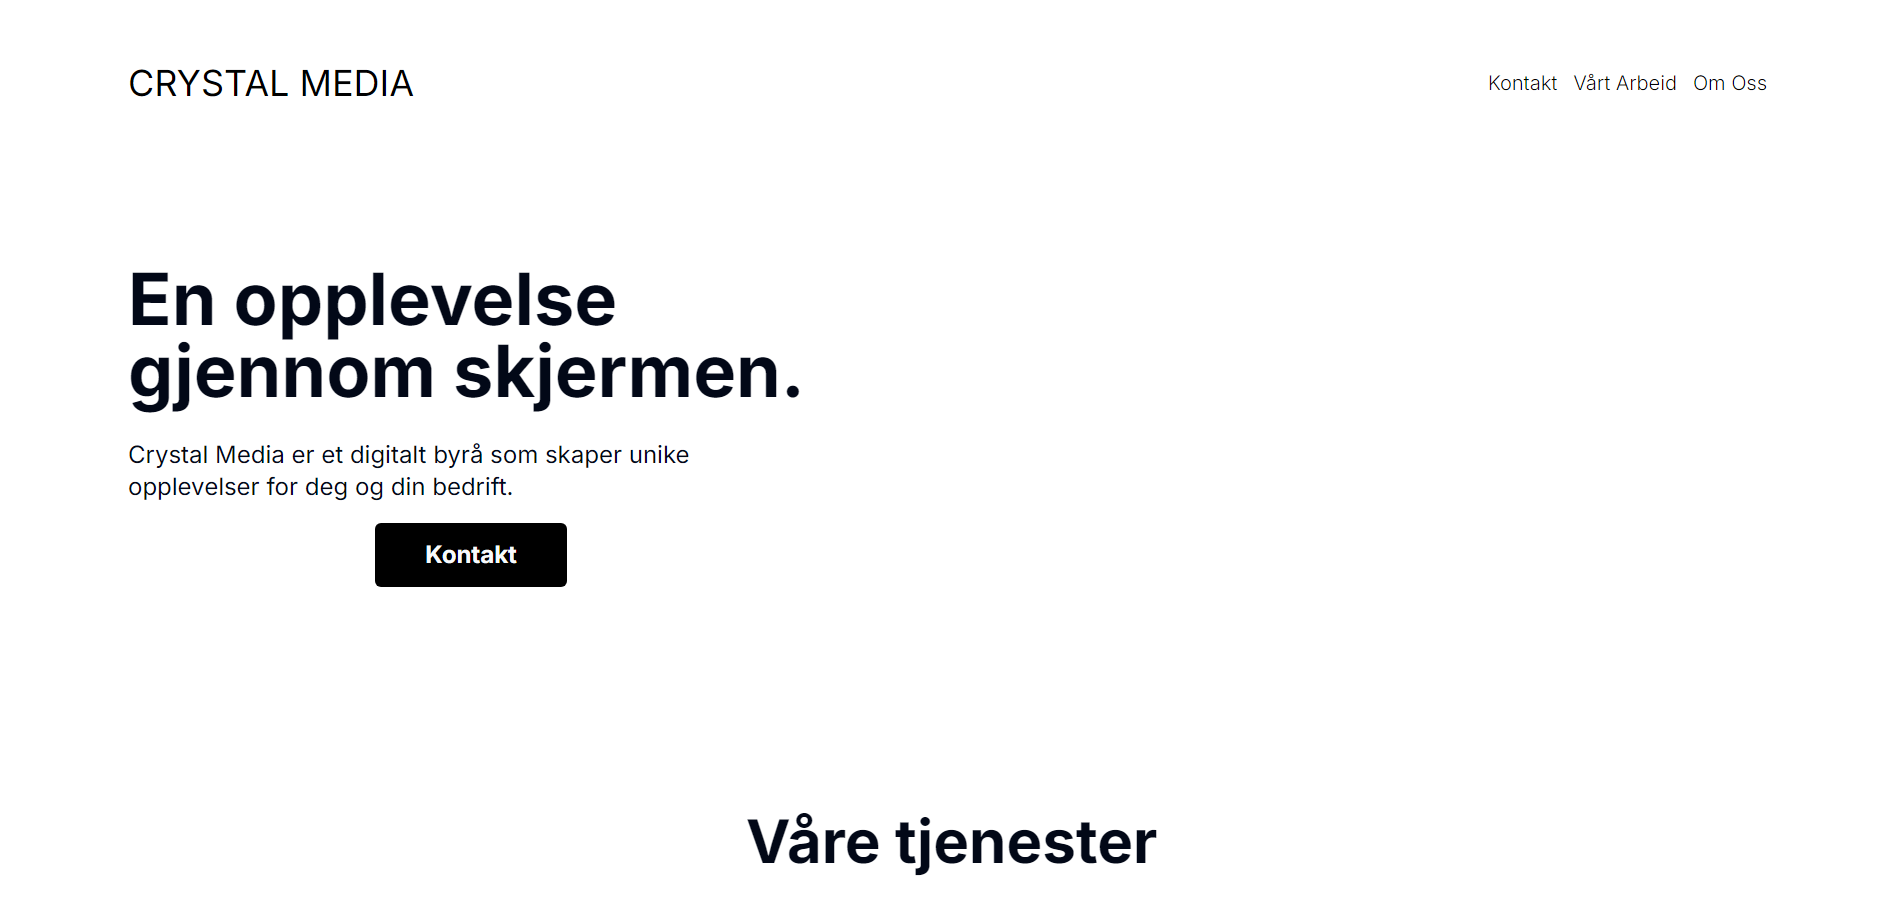 CRYSTAL MEDIA
Kontakt Vårt Arbeid Om Oss
En opplevelse
gjennom skjermen.
Crystal Media er et digitalt byrå som skaper unike
opplevelser for deg og din bedrift.
Kontakt
Våre tjenester